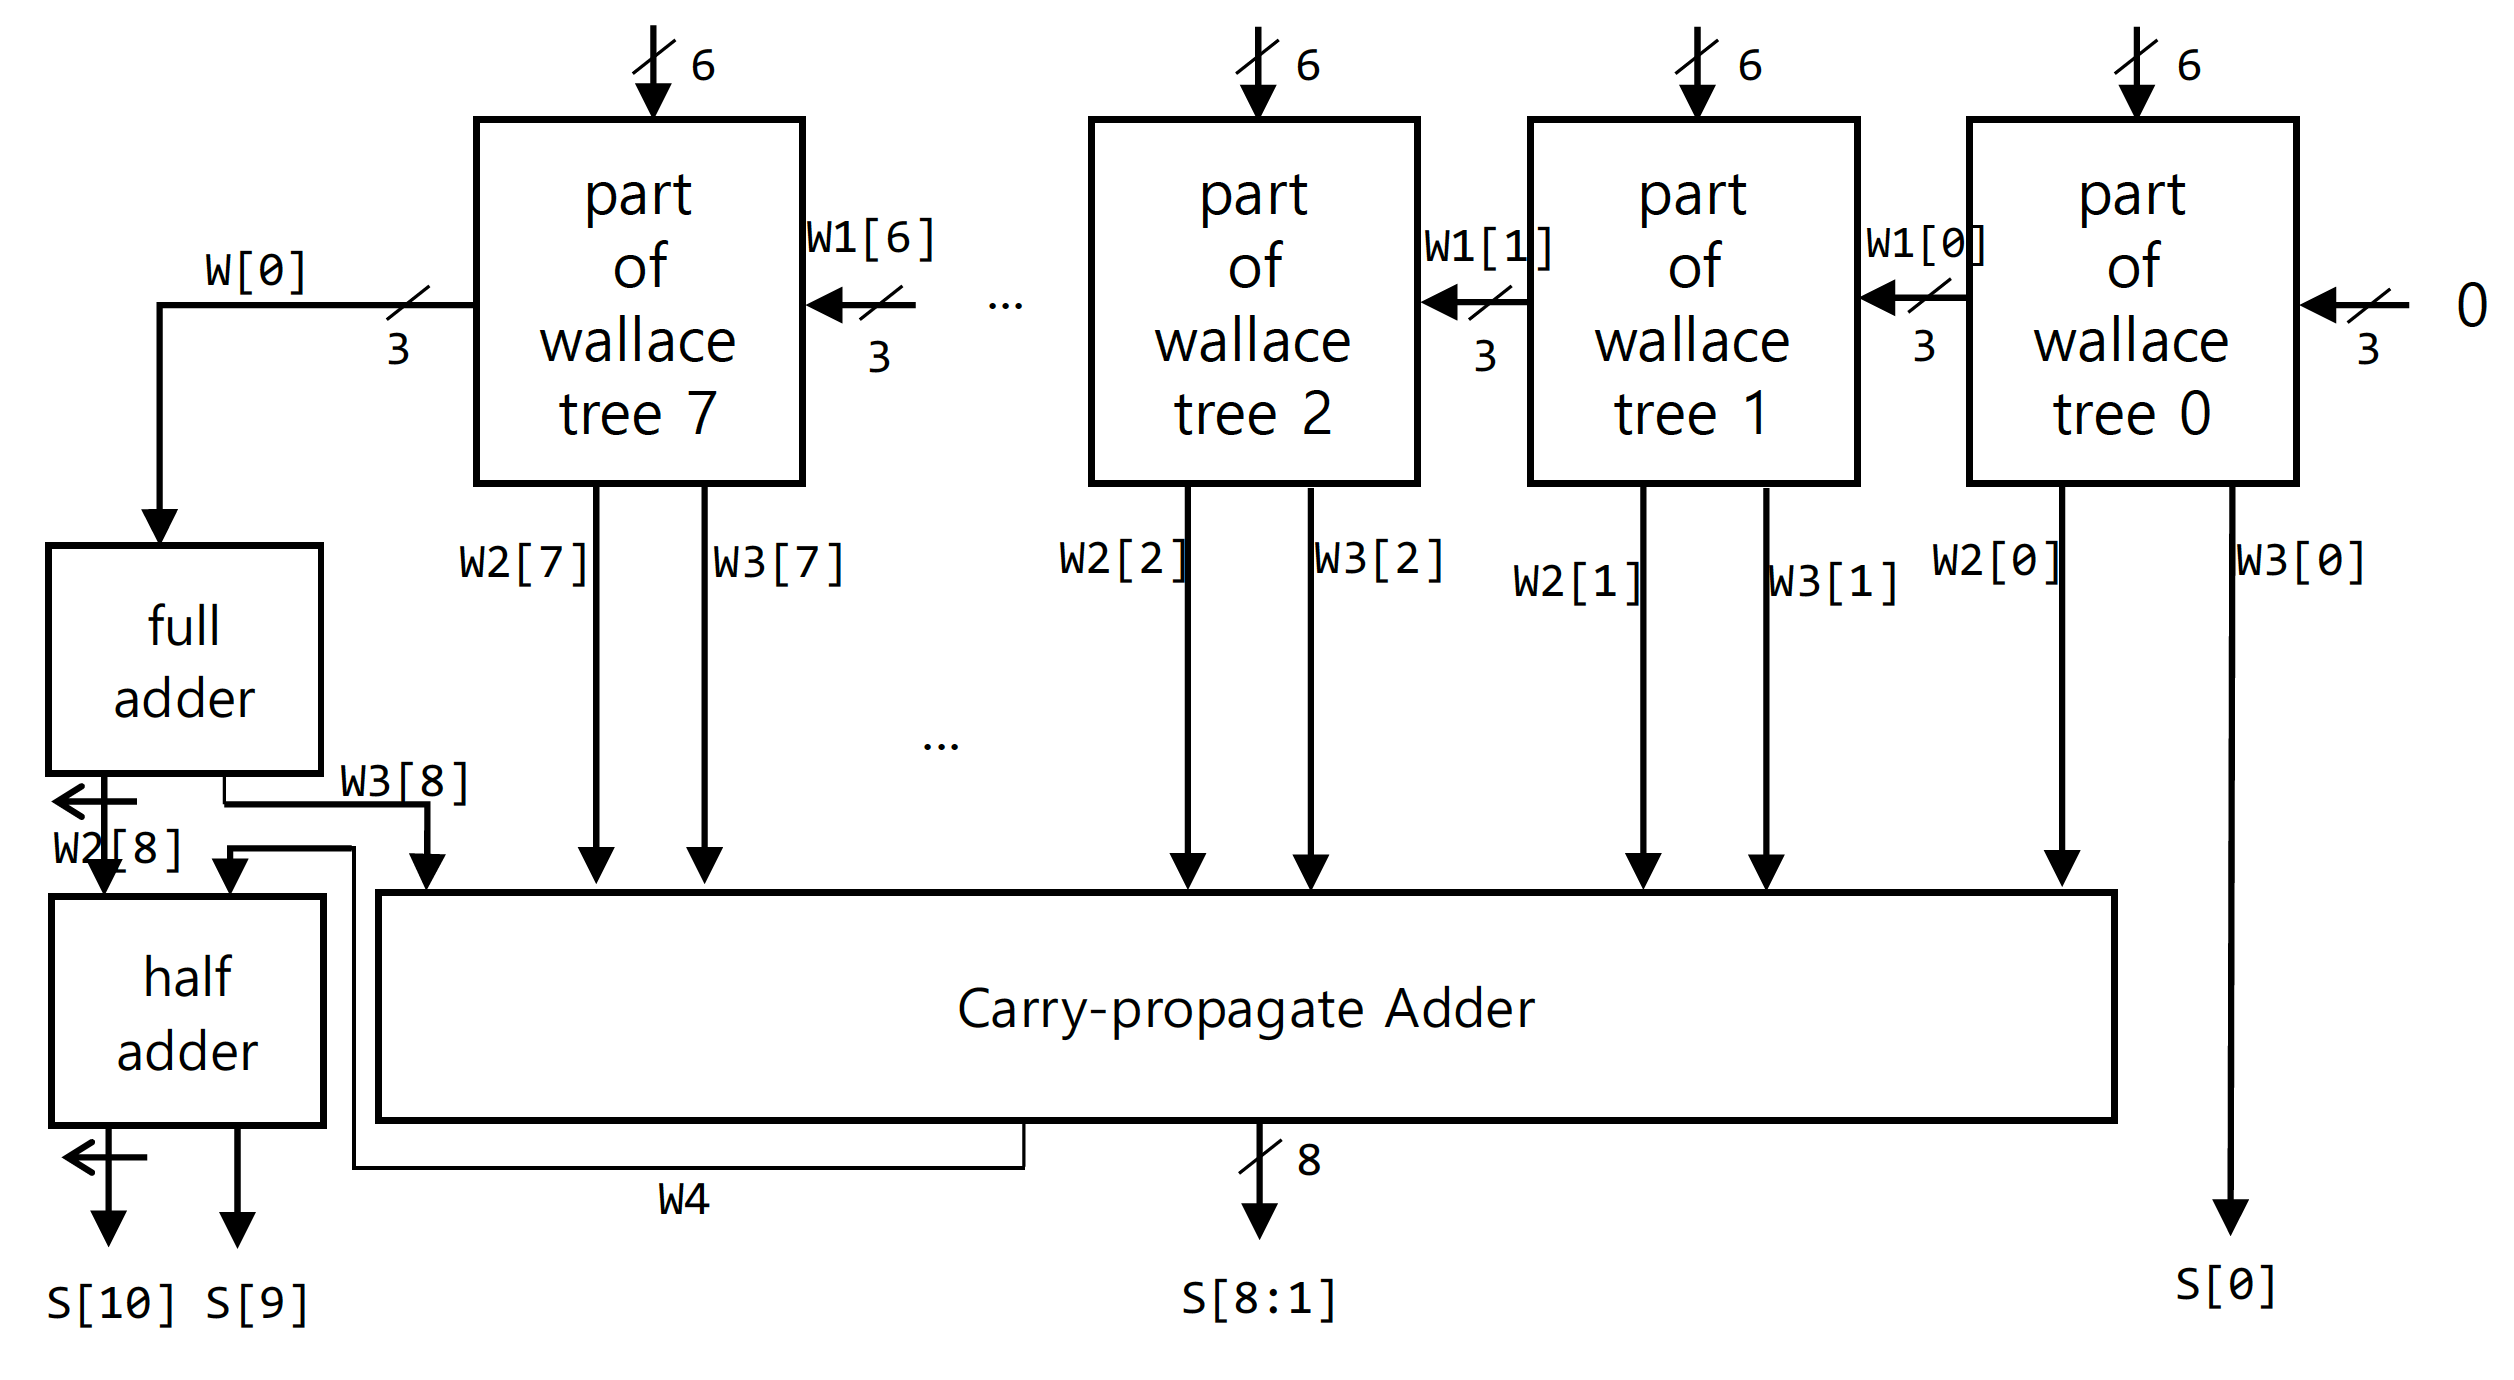 6
6
6
6
part
of
wallace
tree 7
part
of
wallace
tree 2
part
of
wallace
tree 1
part
of
wallace
tree 0
W[0]
3
W1[6]
3
...
W1[1]
3
W1[0]
3
3
0
W2[7]
W3[7]
W2[2]
W3[2]
W2[1]
W3[1]
W2[0]
W3[0]
full
adder
...
W3[8]
W2[8]
half
adder
Carry-propagate Adder
W4
8
S[10]
S[9]
S[8:1]
S[0]